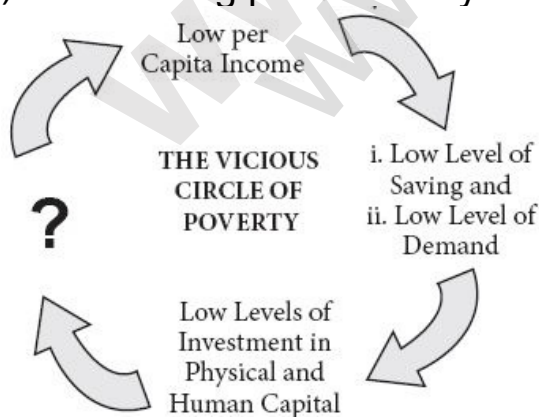 Low per
Capita Income
THE VICIOUS
CIRCLE OF
POVERTY
i. Low Level of
Saving and
ii. Low Level of
Demand
?
Low Levels of
Investment in
Physical and
Human Capital